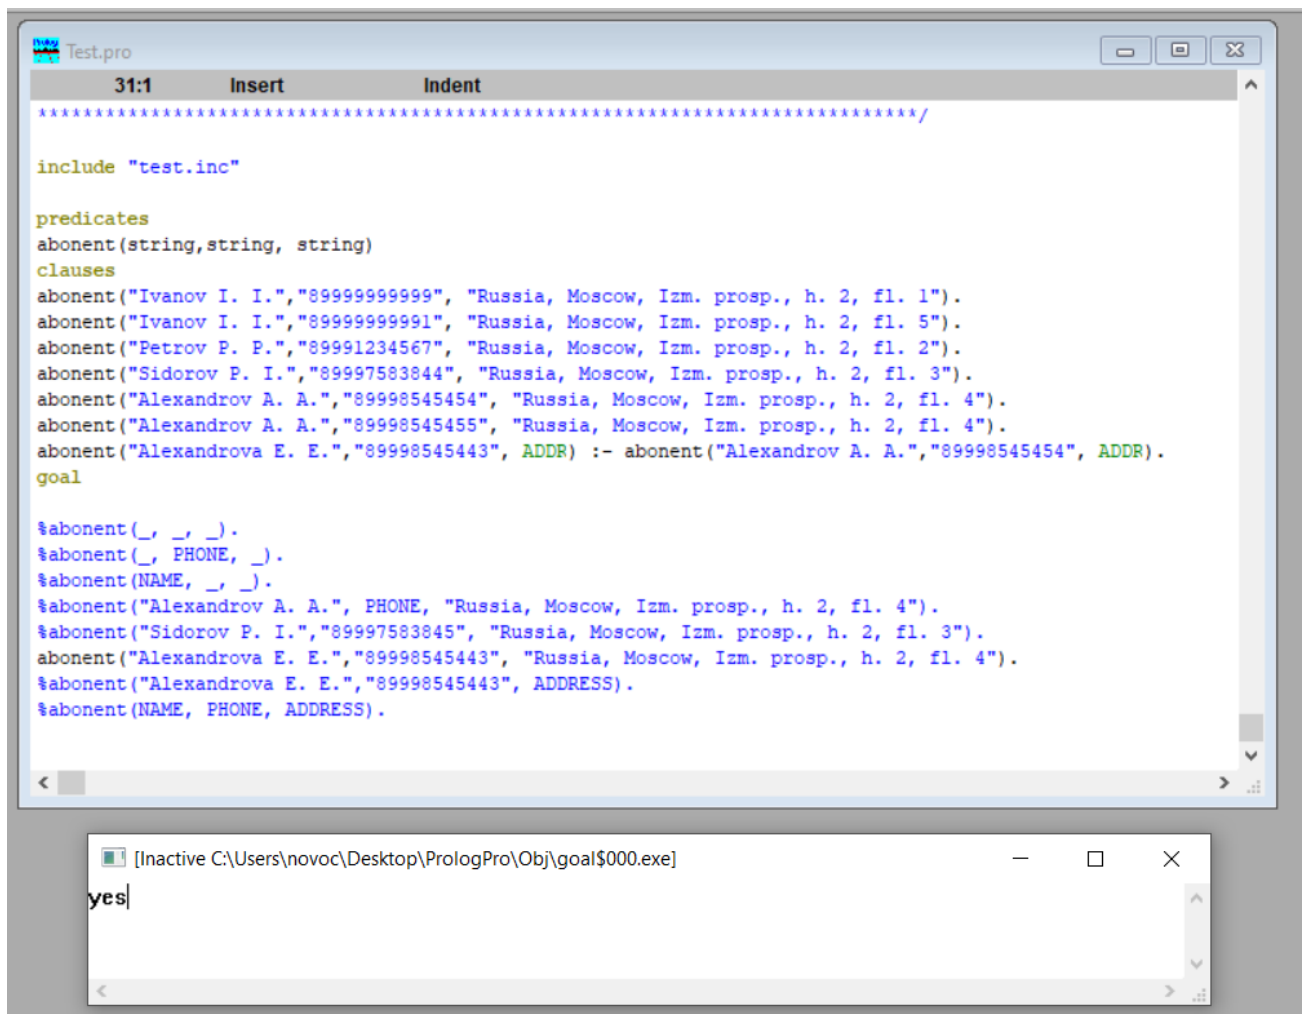 Test.pro
31:1 Insert Indent
******************************************************************************/
include "test.inc"
predicates
abonent(string,string, string)
clauses
abonent("Ivanov I. I.","89999999999", "Russia, Moscow, Izm. prosp., h. 2, fl. 1").
abonent("Ivanov I. I.","89999999991", "Russia, Moscow, Izm. prosp., h. 2, fl. 5").
abonent("Petrov P. P.","89991234567", "Russia, Moscow, Izm. prosp., h. 2, fl. 2").
abonent("Sidorov P. I.","89997583844", "Russia, Moscow, Izm. prosp., h. 2, fl. 3").
abonent("Alexandrov A. A.","89998545454", "Russia, Moscow, Izm. prosp., h. 2, fl. 4").
abonent("Alexandrov A. A.","89998545455", "Russia, Moscow, Izm. prosp., h. 2, fl. 4").
abonent("Alexandrova E. E.","89998545443", ADDR) :- abonent("Alexandrov A. A.","89998545454", ADDR).
goal
%abonent(_, _, _).
%abonent(_, PHONE, _).
%abonent(NAME, _, _).
%abonent("Alexandrov A. A.", PHONE, "Russia, Moscow, Izm. prosp., h. 2, fl. 4").
%abonent("Sidorov P. I.","89997583845", "Russia, Moscow, Izm. prosp., h. 2, fl. 3").
abonent("Alexandrova E. E.","89998545443", "Russia, Moscow, Izm. prosp., h. 2, fl. 4").
%abonent("Alexandrova E. E.","89998545443", ADDRESS).
%abonent(NAME, PHONE, ADDRESS).
[Inactive C:\Users\novoc\Desktop\PrologPro\Obj\goal$000.exe]
yes